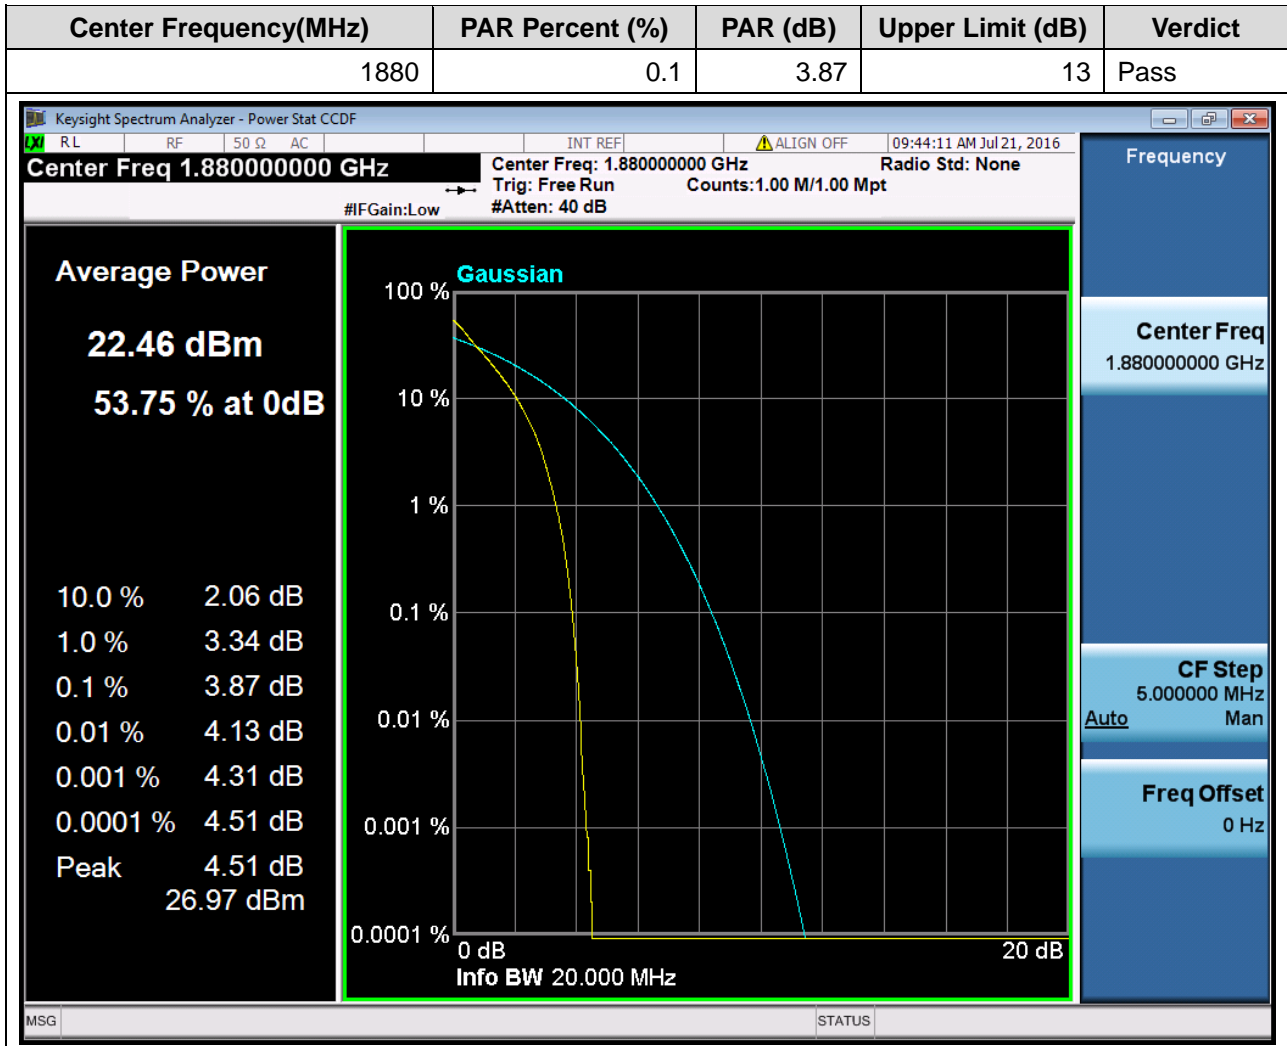 Center Frequency(MHz) PAR Percent (%) PAR (dB) Upper Limit (dB) Verdict
1880 0.1 3.87 13 Pass
Keysight Spectrum Analyzer - Power Stat CCDF
LXI RL RF 50 Ω AC INT REF ALIGN OFF 09:44:11 AM Jul 21, 2016
Center Freq 1.880000000 GHz
Center Freq: 1.880000000 GHz Radio Std: None
Trig: Free Run Counts:1.00 M/1.00 Mpt
#IFGain:Low #Atten: 40 dB
Average Power
22.46 dBm
53.75 % at 0dB
10.0 % 2.06 dB
1.0 % 3.34 dB
0.1 % 3.87 dB
0.01 % 4.13 dB
0.001 % 4.31 dB
0.0001 % 4.51 dB
Peak 4.51 dB
26.97 dBm
Gaussian
100 %
10 %
1 %
0.1 %
0.01 %
0.001 %
0.0001 %
0 dB 20 dB
Info BW 20.000 MHz
Frequency
Center Freq
1.880000000 GHz
CF Step
5.000000 MHz
Auto Man
Freq Offset
0 Hz
MSG STATUS